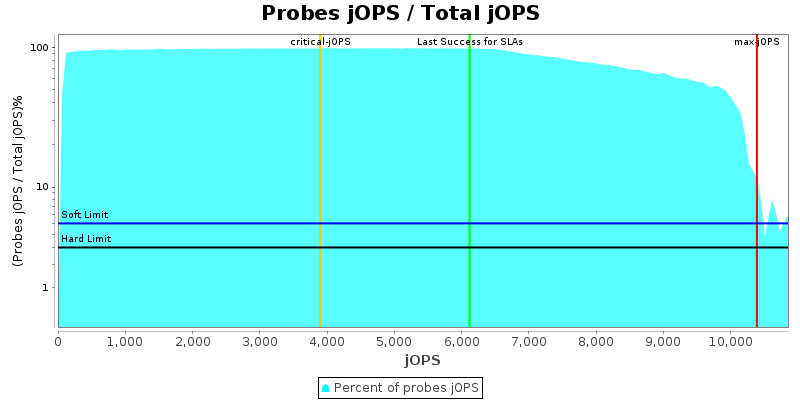 Probes jOPS / Total jOPS
critical-jOPS
Last Success for SLAs
max-jOPS
100
10
1
Soft Limit
Hard Limit
(Probes jOPS / Total jOPS)%
0
1,000
2,000
3,000
4,000
5,000
6,000
7,000
8,000
9,000
10,000
jOPS
Percent of probes jOPS